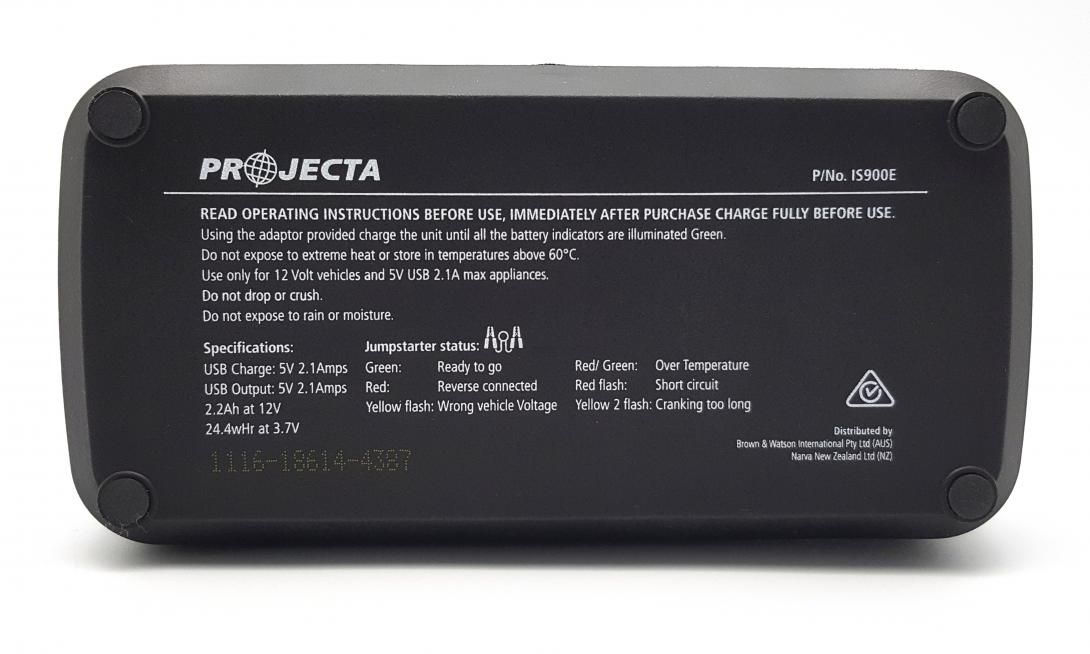 PROJECTA
P/No. IS900E
READ OPERATING INSTRUCTIONS BEFORE USE, IMMEDIATELY AFTER PURCHASE CHARGE FULLY BEFORE USE.
Using the adaptor provided charge the unit until all the battery indicators are illuminated Green.
Do not expose to extreme heat or store in temperatures above 60°C.
Use only for 12 Volt vehicles and 5V USB 2.1A max appliances.
Do not drop or crush.
Do not expose to rain or moisture.
Specifications:
USB Charge: 5V 2.1Amps
USB Output: 5V 2.1Amps
2.2Ah at 12V
24.4wHr at 3.7V
Jumpstarter status:
Green: Ready to go
Red: Reverse connected
Yellow flash: Wrong vehicle Voltage
Red/ Green: Over Temperature
Red flash: Short circuit
Yellow 2 flash: Cranking too long
Distributed by
Brown & Watson International Pty Ltd (AUS)
Narva New Zealand Ltd (NZ)
1116-18614-4387